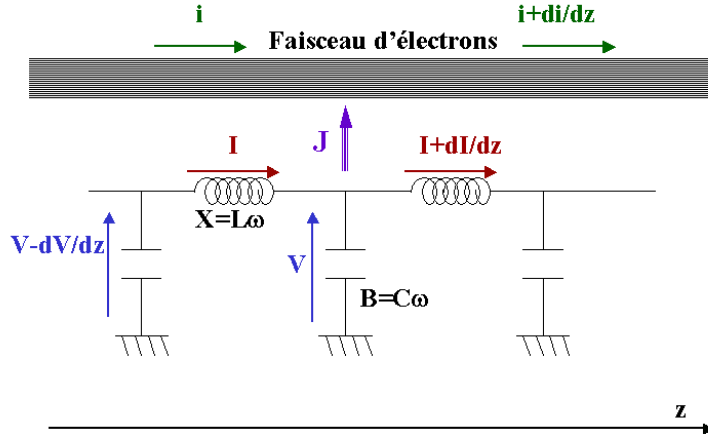 i
i+di/dz
Faisceau d'électrons
I
J
I+dI/dz
X=Lω
V-dV/dz
V
B=Cω
z